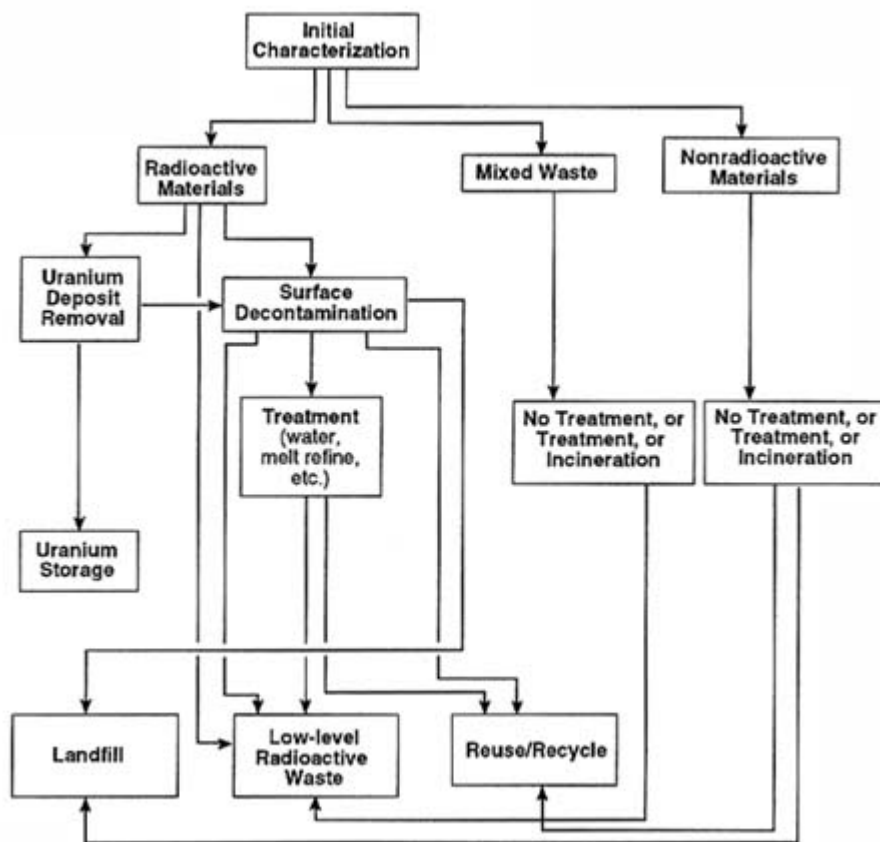 Initial
Characterization
Radioactive
Materials
Mixed Waste
Nonradioactive
Materials
Uranium
Deposit
Removal
Surface
Decontamination
Treatment
(water,
melt refine,
etc.)
No Treatment, or
Treatment, or
Incineration
No Treatment, or
Treatment, or
Incineration
Uranium
Storage
Landfill
Low-level
Radioactive
Waste
Reuse/Recycle